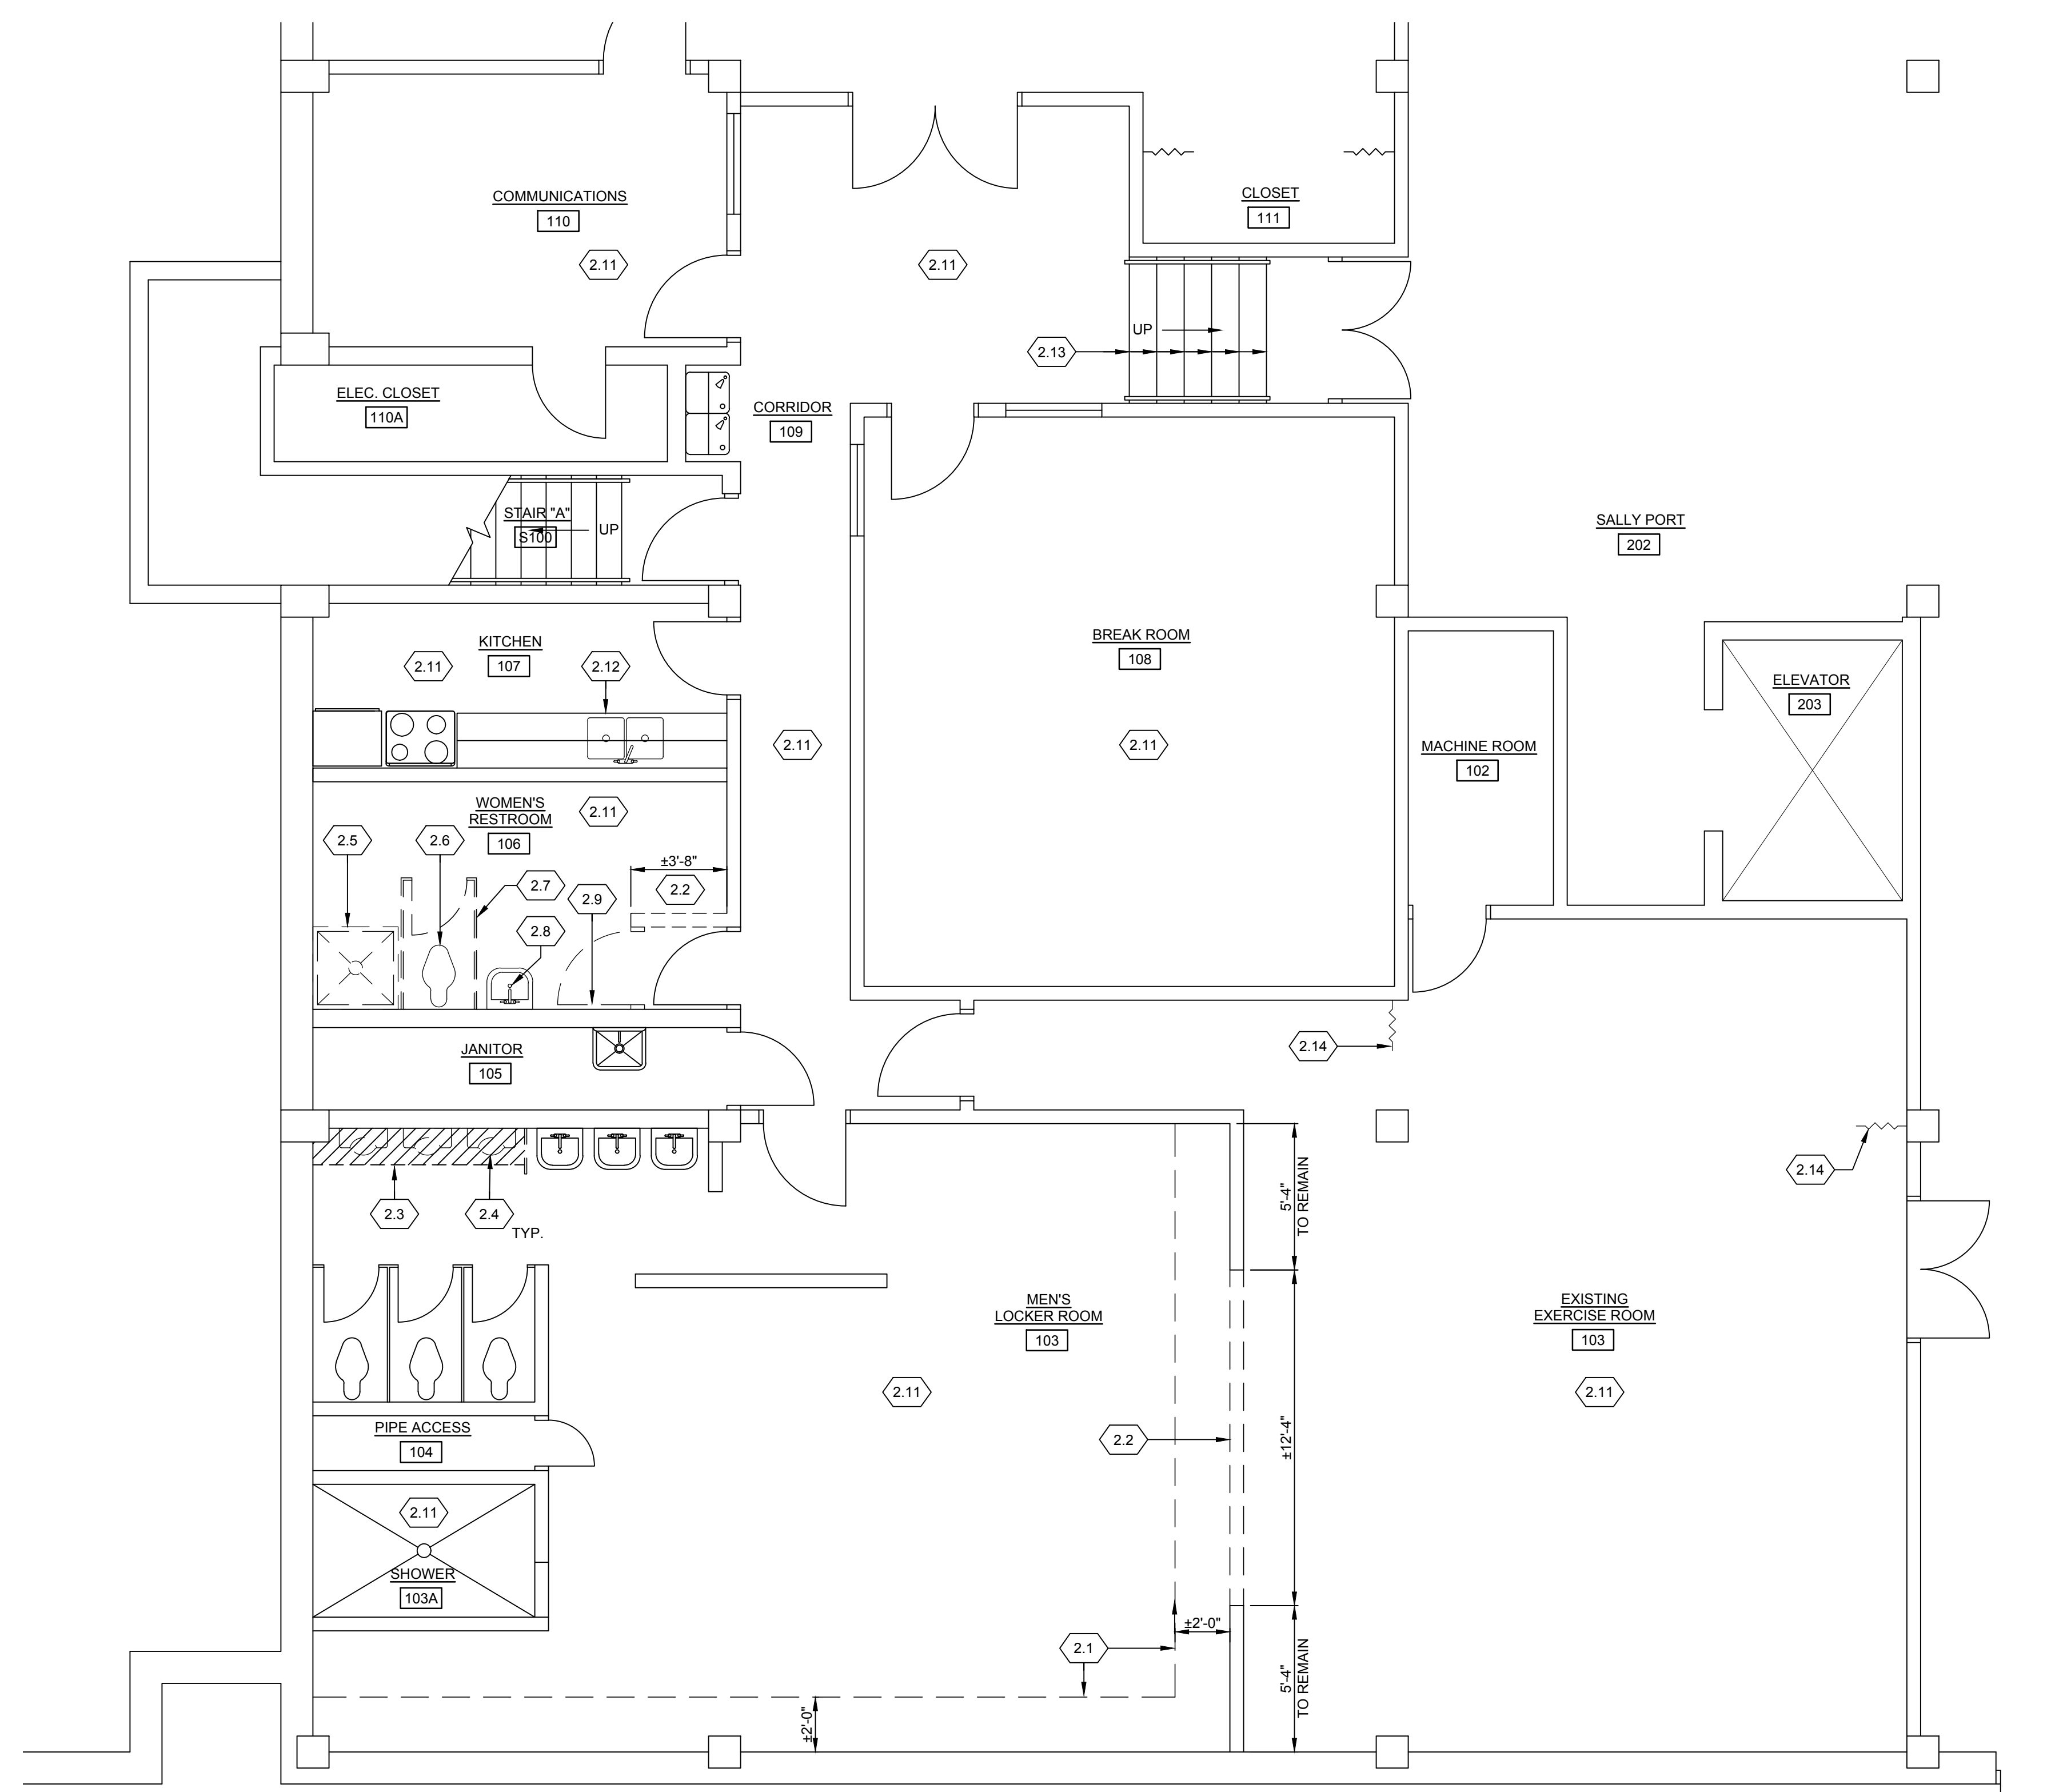 COMMUNICATIONS
110
2.11
2.11
CLOSET
111
UP
2.13
ELEC. CLOSET
110A
CORRIDOR
109
STAIR "A"
S100
UP
SALLY PORT
202
KITCHEN
107
2.11
2.12
BREAK ROOM
108
2.11
2.11
ELEVATOR
203
MACHINE ROOM
102
WOMEN'S
RESTROOM
106
2.11
2.5
2.6
±3'-8"
2.2
2.7
2.9
2.8
JANITOR
105
2.14
2.14
2.3
2.4
TYP.
5'-4"
TO REMAIN
MEN'S
LOCKER ROOM
103
EXISTING
EXERCISE ROOM
103
2.11
2.11
PIPE ACCESS
104
2.2
±12'-4"
2.11
SHOWER
103A
±2'-0"
2.1
5'-4"
TO REMAIN
±2'-0"